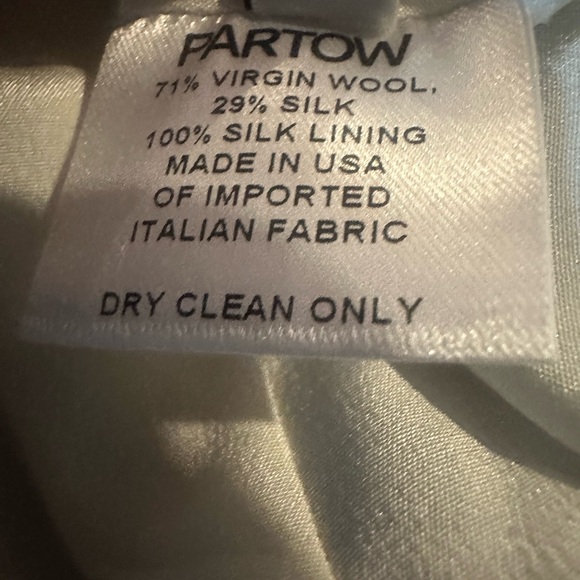 PARTOW
71% VIRGIN WOOL,
29% SILK
100% SILK LINING
MADE IN USA
OF IMPORTED
ITALIAN FABRIC
DRY CLEAN ONLY